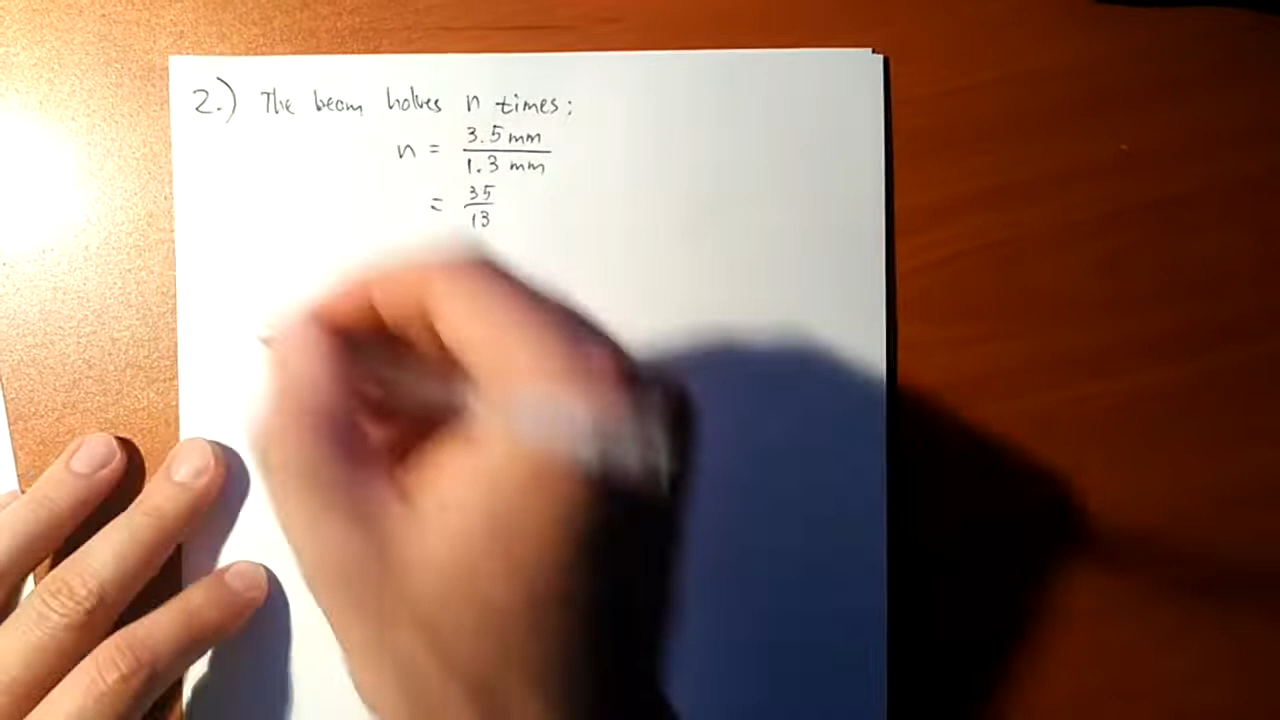 2.) The beam halves n times:
n = 3.5 mm / 1.3 mm
= 35 / 13